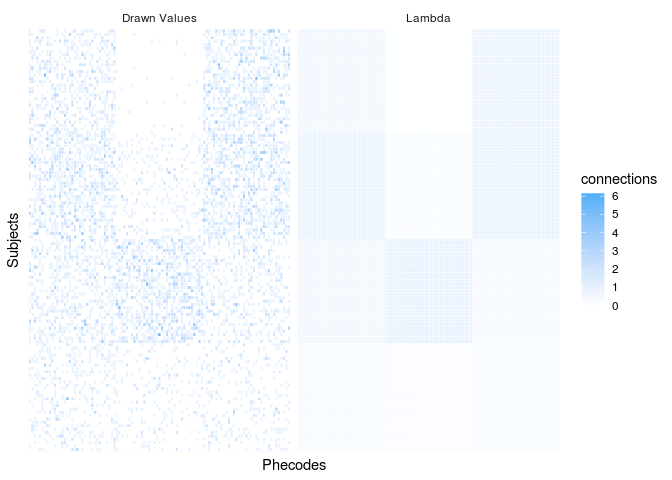 Drawn Values
Lambda
Subjects
Phecodes
connections
6
5
4
3
2
1
0